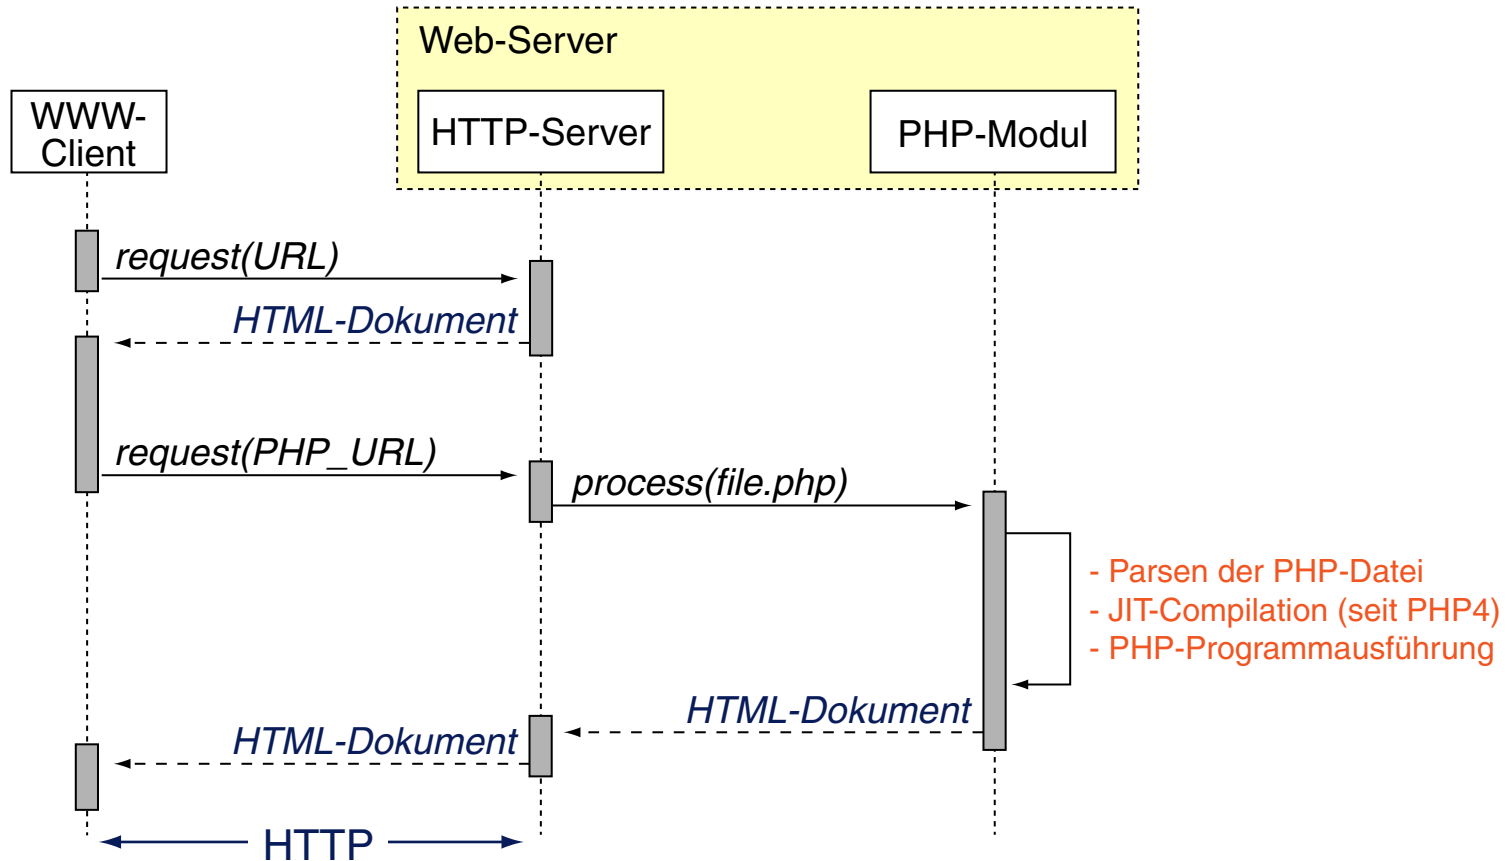 Web-Server
WWW-
Client
HTTP-Server
PHP-Modul
request(URL)
HTML-Dokument
request(PHP_URL)
process(file.php)
- Parsen der PHP-Datei
- JIT-Compilation (seit PHP4)
- PHP-Programmausführung
HTML-Dokument
HTML-Dokument
HTTP